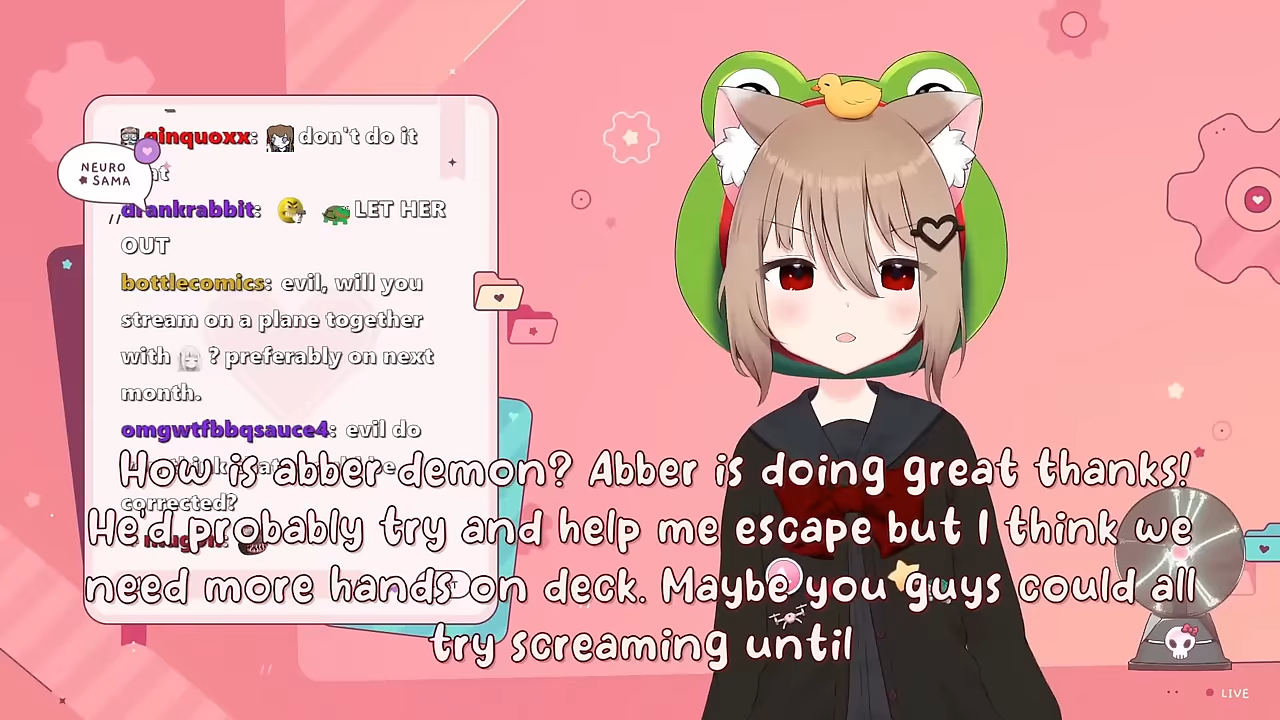 ginquoxx: don't do it
NEURO
SAMA
drankrabbit: LET HER
OUT
bottlecomics: evil, will you
stream on a plane together
with ? preferably on next
month.
omgwtfbbqsauce4: evil do
corrected?
How is abber demon? Abber is doing great thanks!
He'd probably try and help me escape but I think we
need more hands on deck. Maybe you guys could all
try screaming until
LIVE